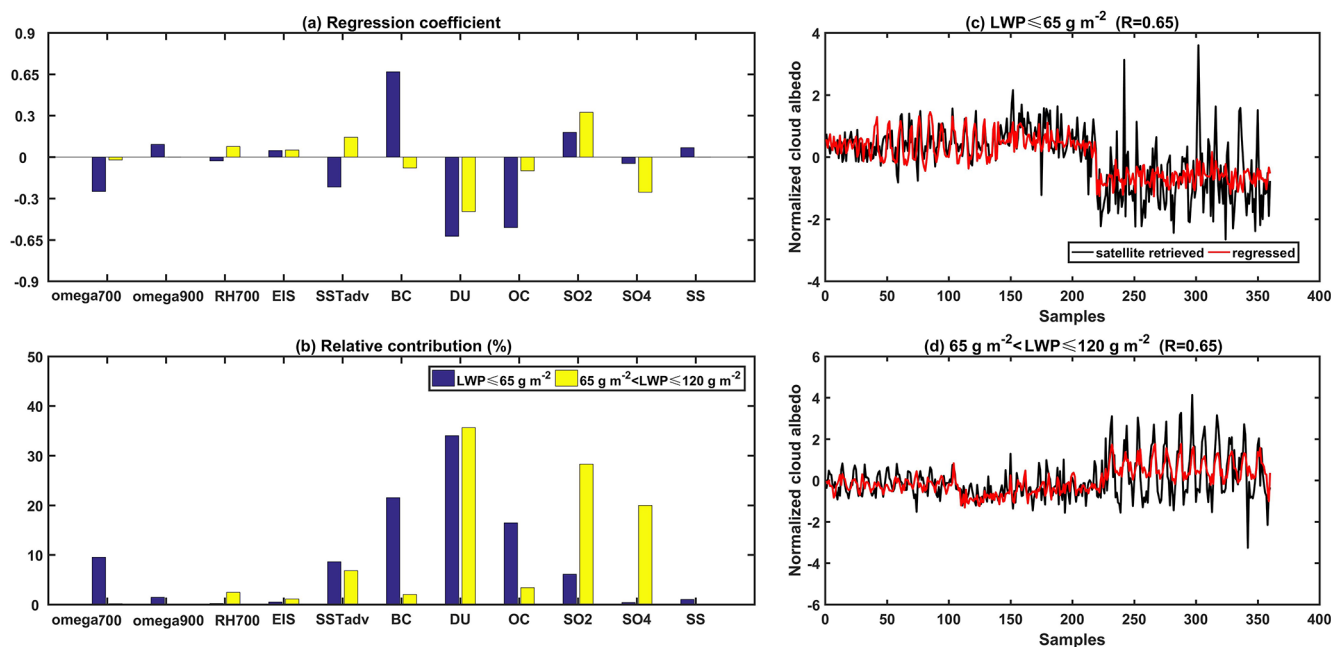 (a) Regression coefficient
0.9
0.65
0.3
0
-0.3
-0.65
-0.9
omega700 omega900 RH700 EIS SSTadv BC DU OC SO2 SO4 SS
(b) Relative contribution (%)
50
40
30
20
10
0
LWP≤65 g m-2 65 g m-2<LWP≤120 g m-2
omega700 omega900 RH700 EIS SSTadv BC DU OC SO2 SO4 SS
(c) LWP≤65 g m-2 (R=0.65)
Normalized cloud albedo
4
2
0
-2
-4
satellite retrieved regressed
0 50 100 150 200 250 300 350 400
Samples
(d) 65 g m-2<LWP≤120 g m-2 (R=0.65)
Normalized cloud albedo
6
4
2
0
-2
-4
-6
0 50 100 150 200 250 300 350 400
Samples